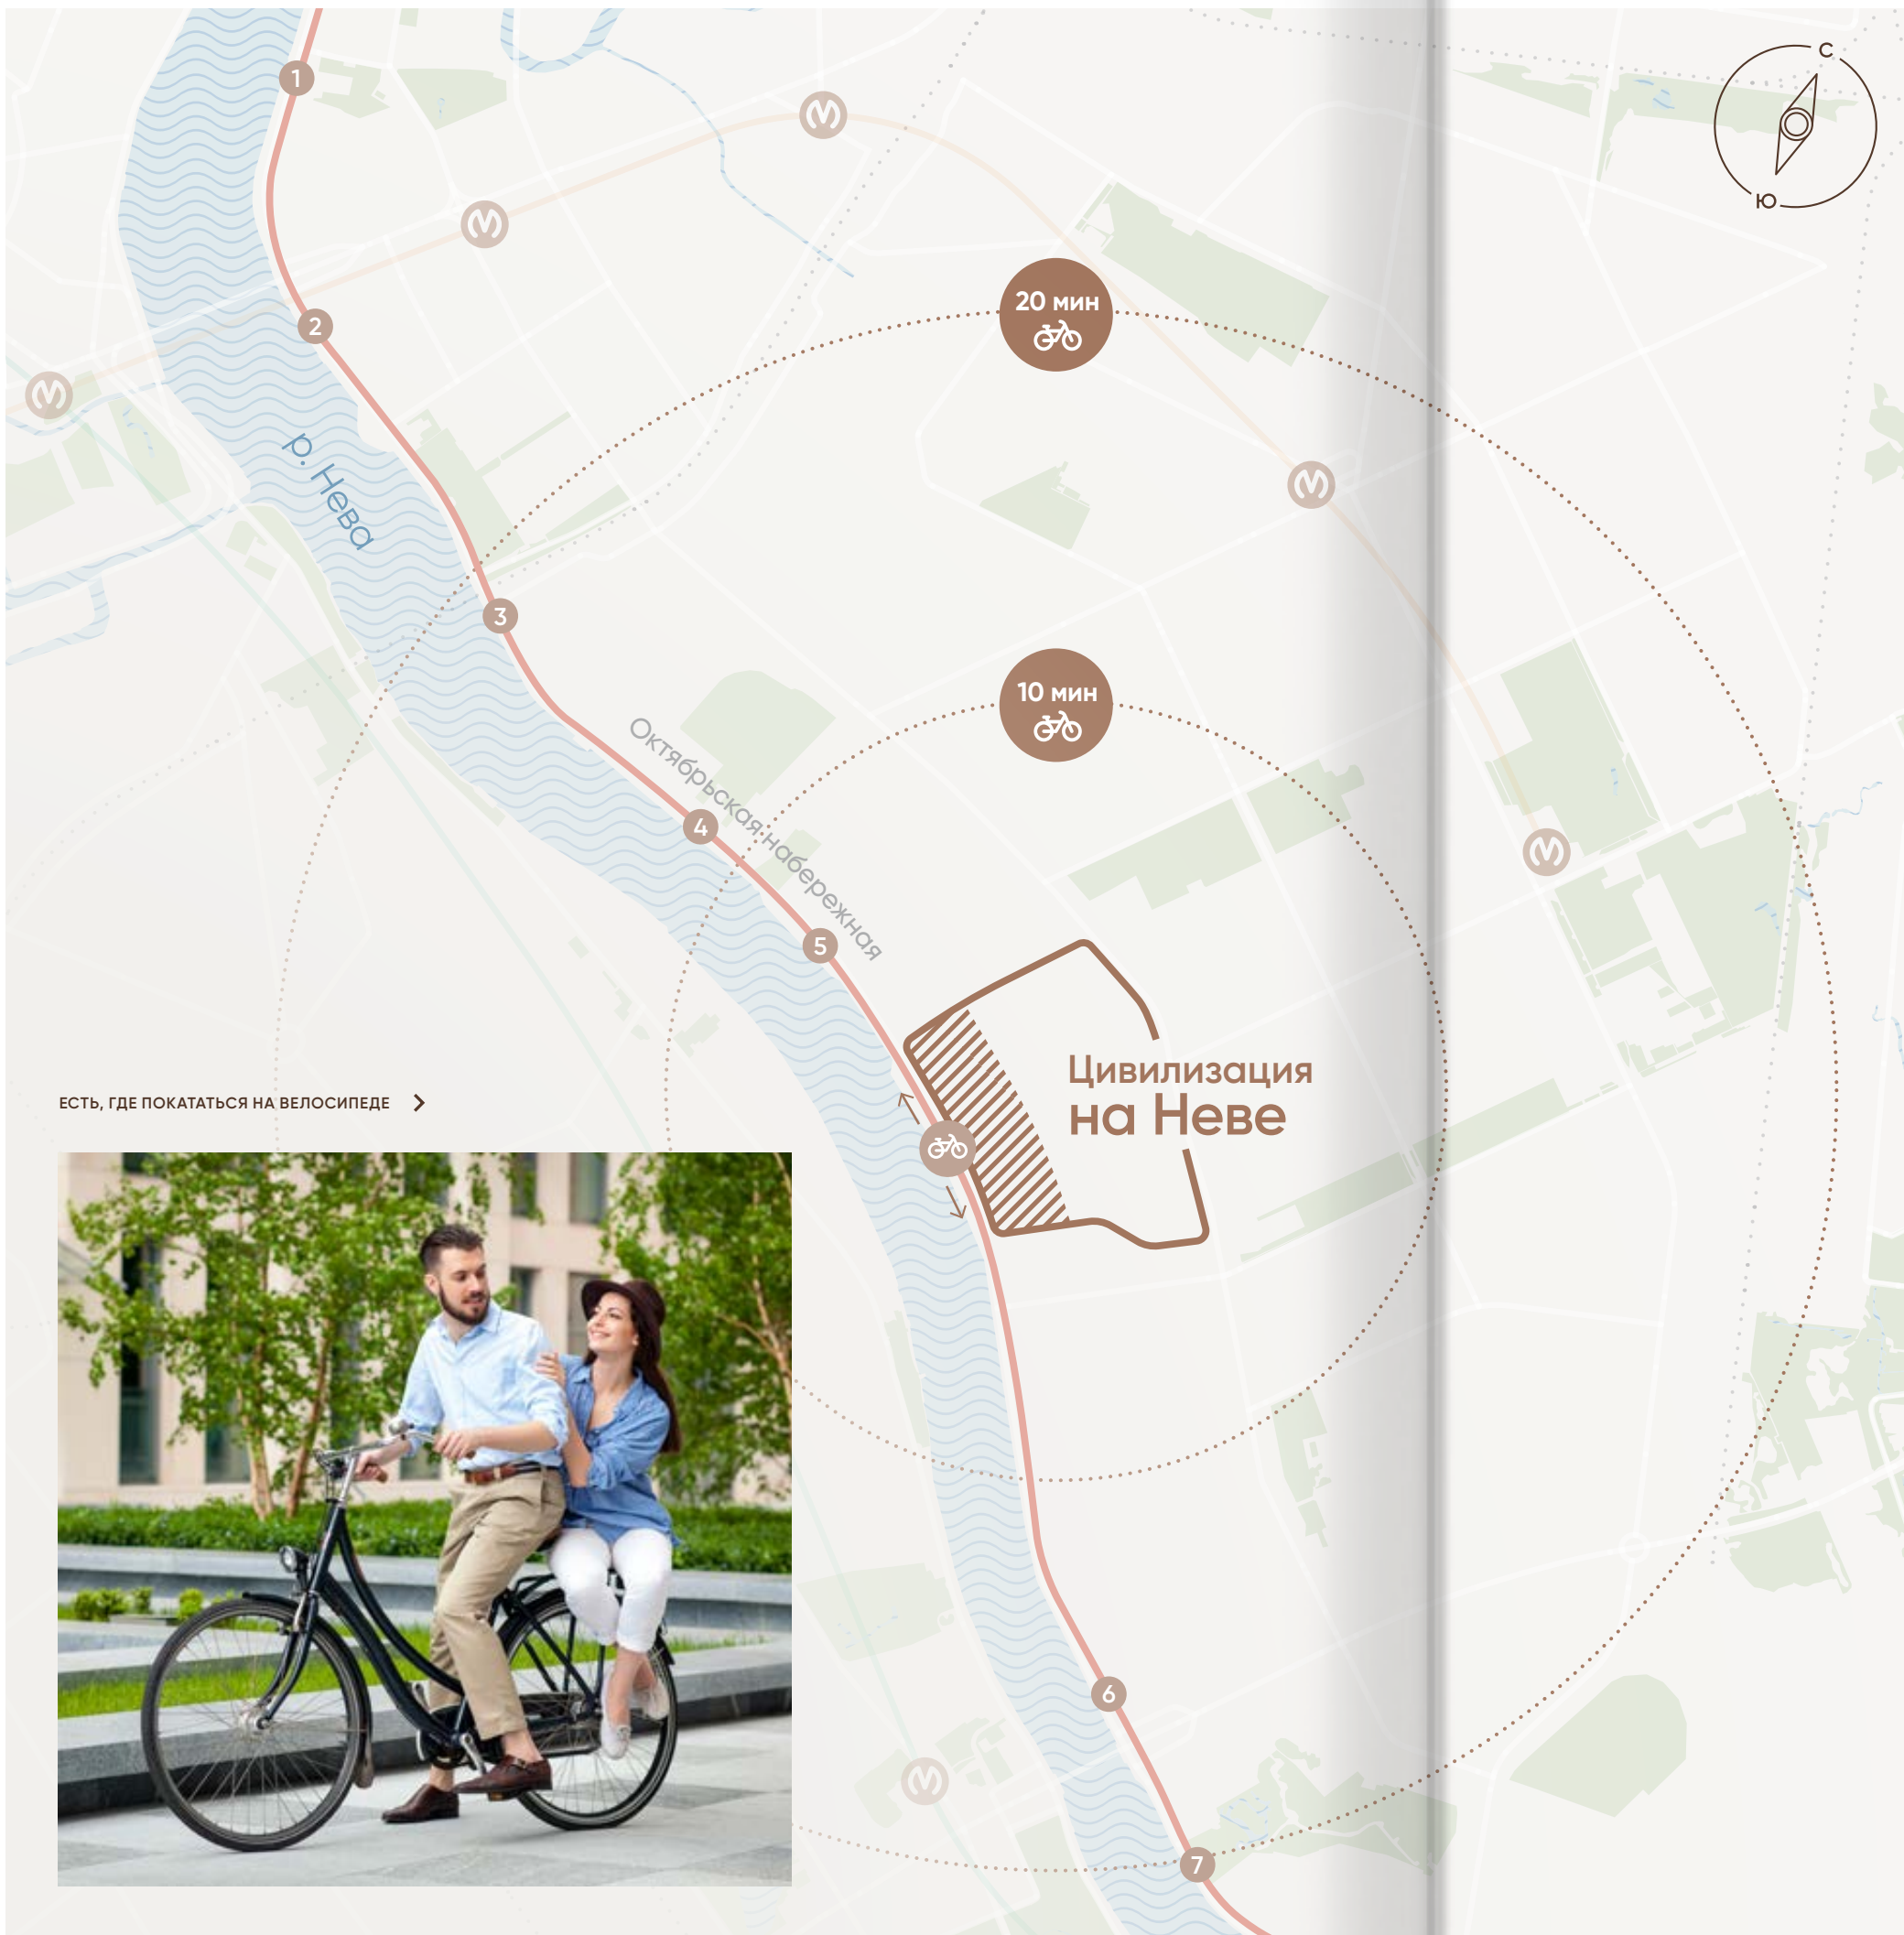 С
Ю
1
2
20 мин
р. Нева
3
10 мин
Октябрьская набережная
4
5
Цивилизация
на Неве
ЕСТЬ, ГДЕ ПОКАТАТЬСЯ НА ВЕЛОСИПЕДЕ
6
7